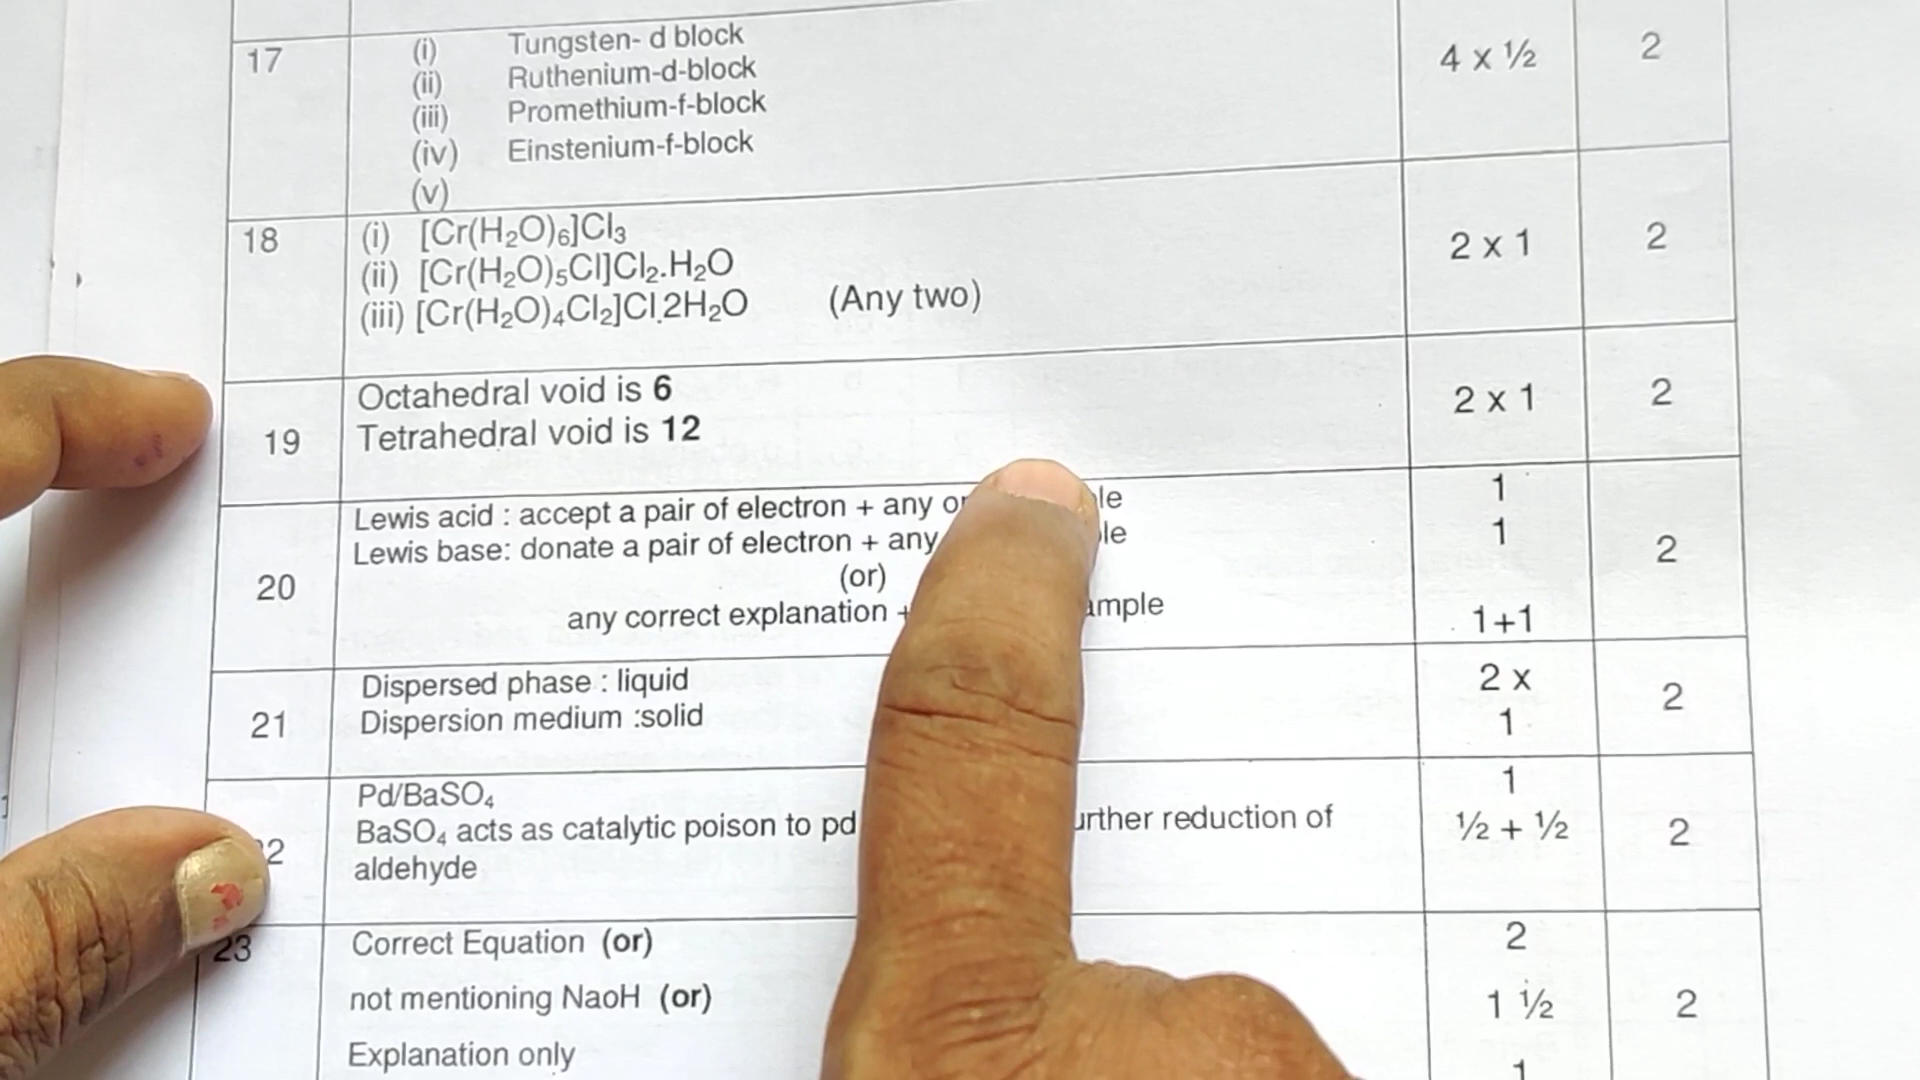 17
(i) Tungsten- d block
(ii) Ruthenium-d-block
(iii) Promethium-f-block
(iv) Einstenium-f-block
(v)
4 x ½
2
18
(i) [Cr(H₂O)₆]Cl₃
(ii) [Cr(H₂O)₅Cl]Cl₂.H₂O
(iii) [Cr(H₂O)₄Cl₂]Cl.2H₂O (Any two)
2 x 1
2
19
Octahedral void is 6
Tetrahedral void is 12
2 x 1
2
20
Lewis acid : accept a pair of electron + any
Lewis base: donate a pair of electron + any
(or)
any correct explanation +
1
1
1+1
2
21
Dispersed phase : liquid
Dispersion medium :solid
2 x
1
2
Pd/BaSO₄
BaSO₄ acts as catalytic poison to pd reduction of
aldehyde
1
½ + ½
2
23
Correct Equation (or)
not mentioning NaoH (or)
Explanation only
2
1 ½
1
2